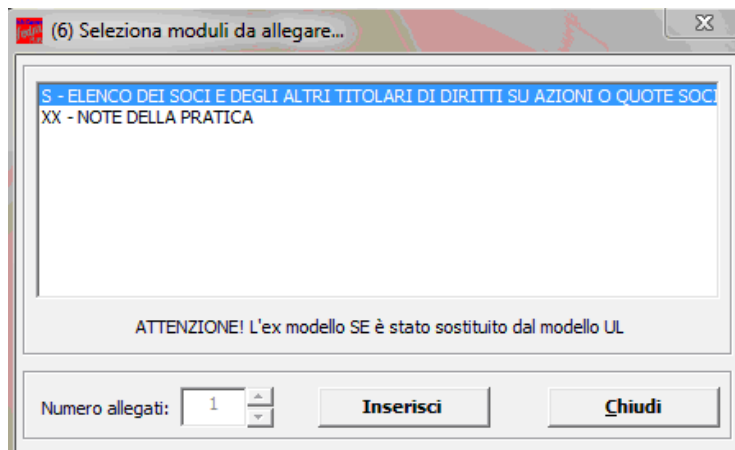 (6) Seleziona moduli da allegare...
S - ELENCO DEI SOCI E DEGLI ALTRI TITOLARI DI DIRITTI SU AZIONI O QUOTE SOCI
XX - NOTE DELLA PRATICA
ATTENZIONE! L'ex modello SE è stato sostituito dal modello UL
Numero allegati: 1 Inserisci Chiudi